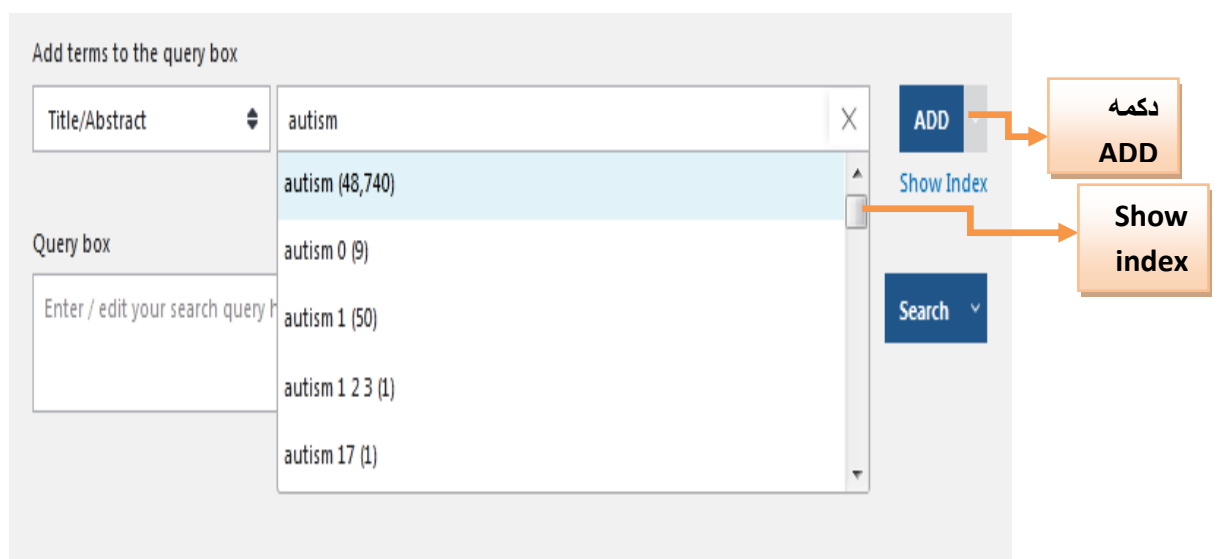 Add terms to the query box
Title/Abstract
autism
ADD
دكمه
ADD
autism (48,740)
Show Index
Show
index
Query box
autism 0 (9)
Enter / edit your search query h
autism 1 (50)
Search
autism 1 2 3 (1)
autism 17 (1)